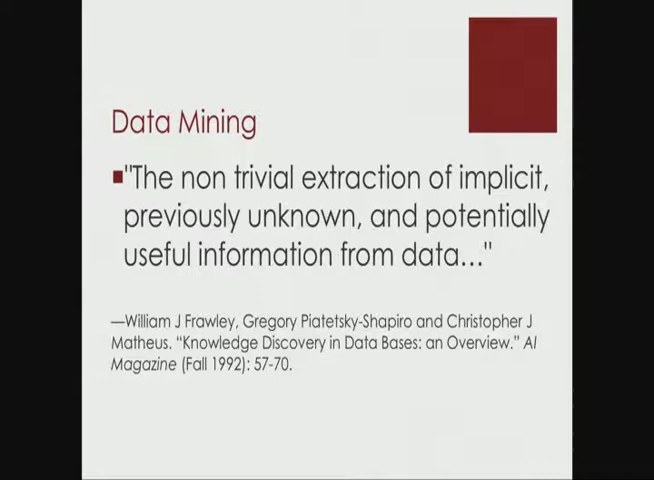 Data Mining
"The non trivial extraction of implicit,
previously unknown, and potentially
useful information from data..."
—William J Frawley, Gregory Piatetsky-Shapiro and Christopher J
Matheus. “Knowledge Discovery in Data Bases: an Overview.” AI
Magazine (Fall 1992): 57-70.